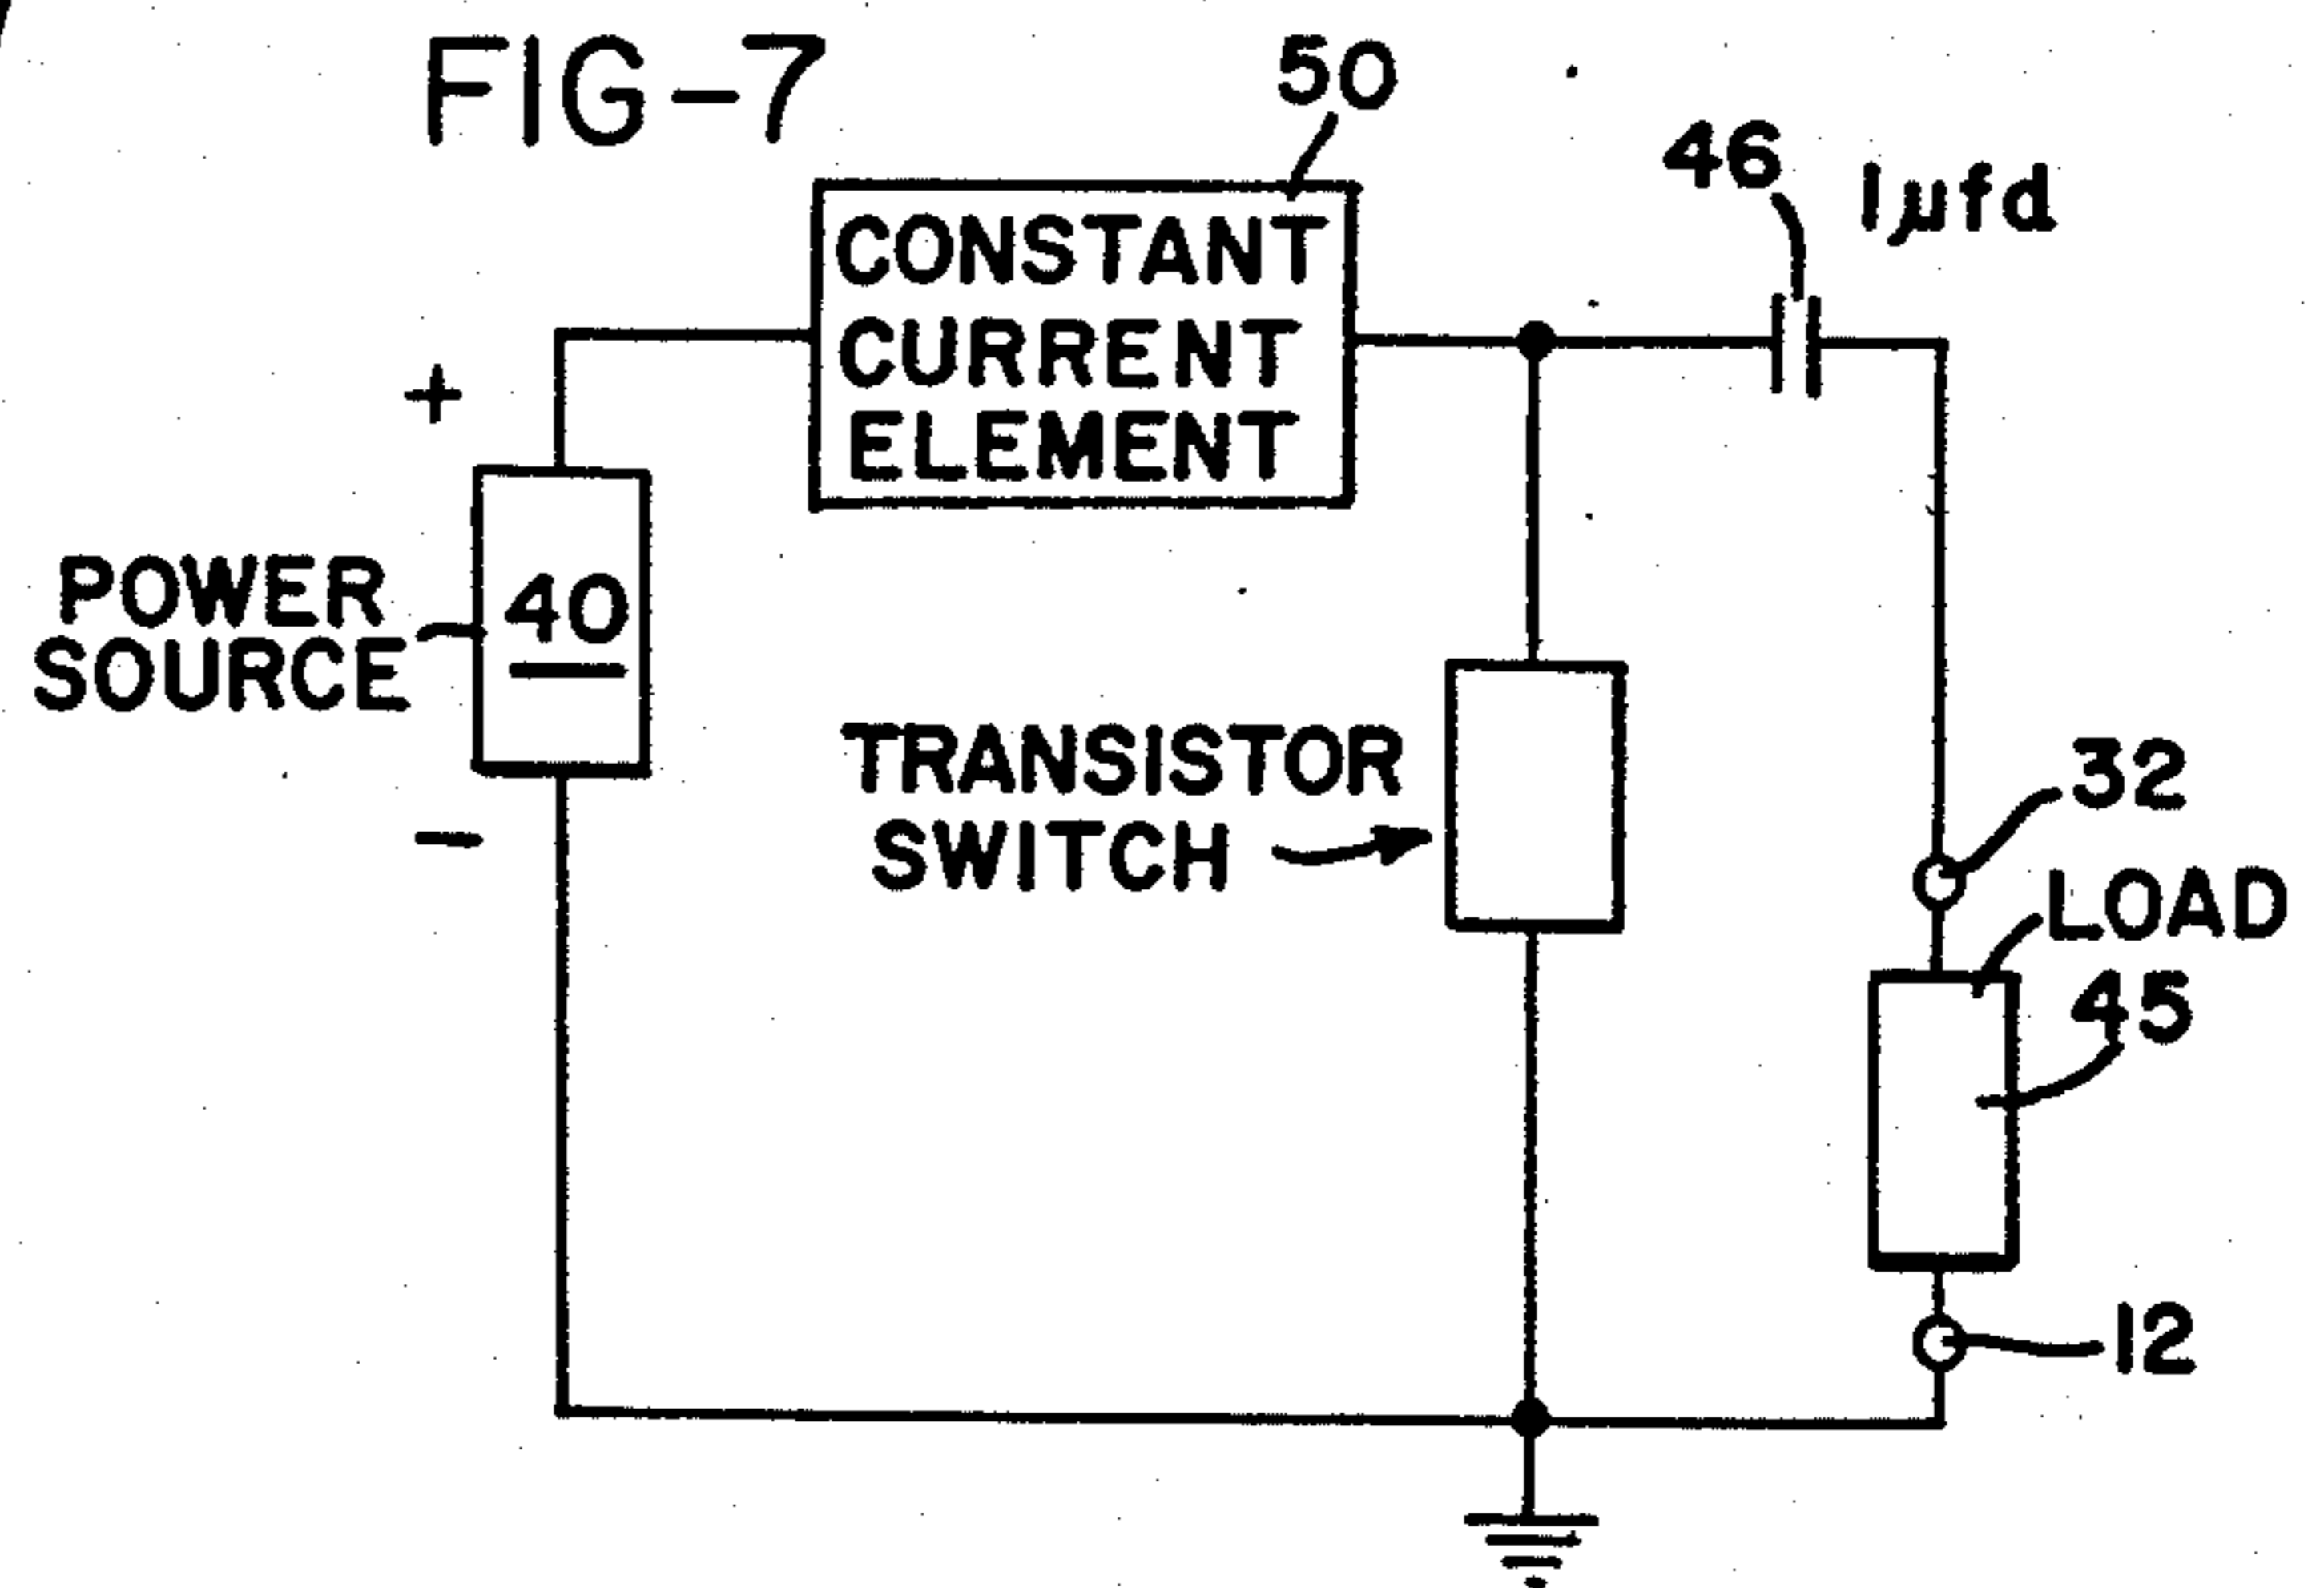 FIG-7
50
46
1µfd
CONSTANT
CURRENT
ELEMENT
+
POWER
SOURCE
40
-
TRANSISTOR
SWITCH
32
LOAD
45
12